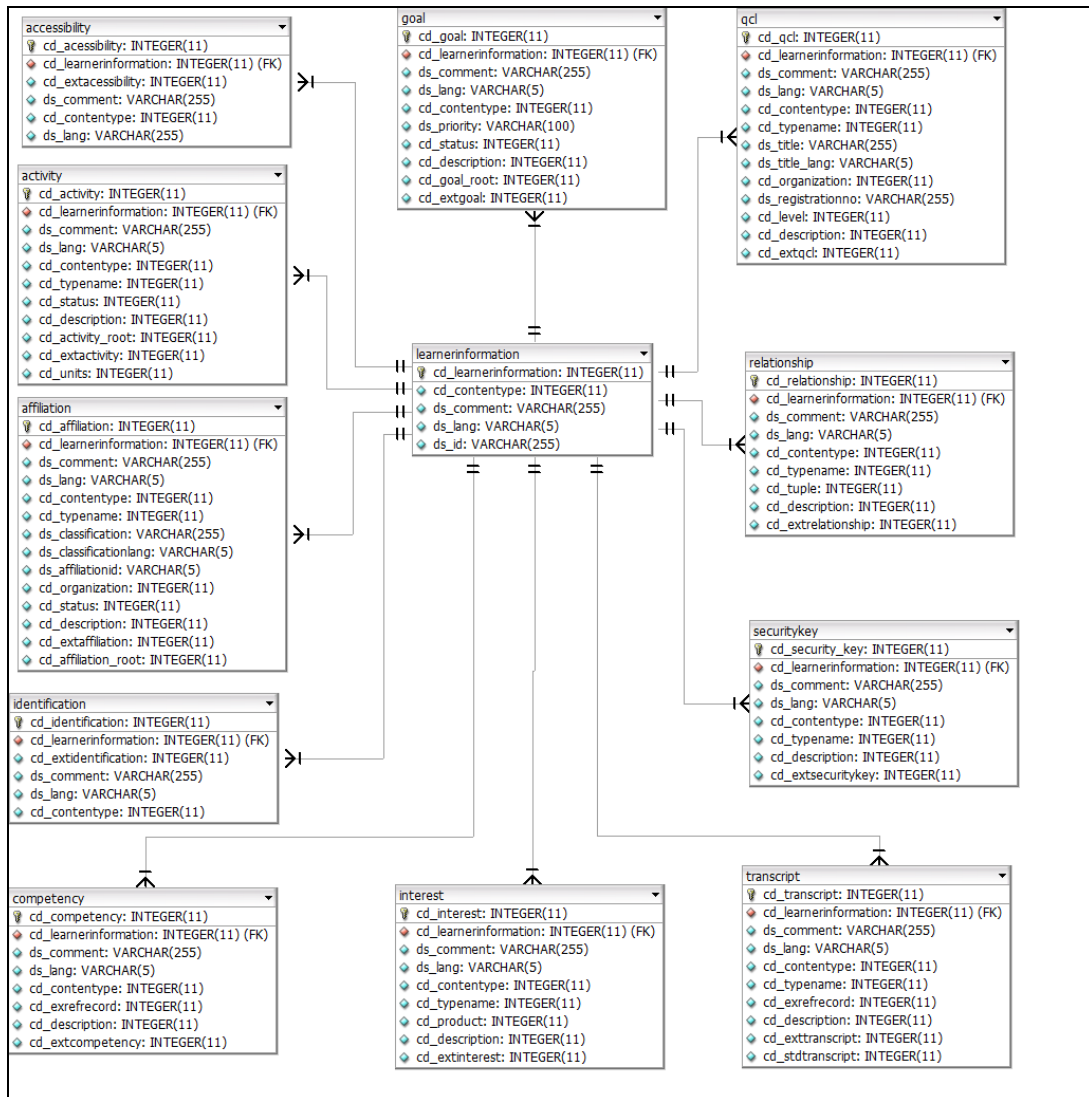 accessibility
cd_acessibility: INTEGER(11)
cd_learnerinformation: INTEGER(11) (FK)
cd_extacessibility: INTEGER(11)
ds_comment: VARCHAR(255)
cd_contentype: INTEGER(11)
ds_lang: VARCHAR(255)
goal
cd_goal: INTEGER(11)
cd_learnerinformation: INTEGER(11) (FK)
ds_comment: VARCHAR(255)
ds_lang: VARCHAR(5)
cd_contentype: INTEGER(11)
ds_priority: VARCHAR(100)
cd_status: INTEGER(11)
cd_description: INTEGER(11)
cd_goal_root: INTEGER(11)
cd_extgoal: INTEGER(11)
qcl
cd_qcl: INTEGER(11)
cd_learnerinformation: INTEGER(11) (FK)
ds_comment: VARCHAR(255)
ds_lang: VARCHAR(5)
cd_contentype: INTEGER(11)
cd_typename: INTEGER(11)
ds_title: VARCHAR(255)
ds_title_lang: VARCHAR(5)
cd_organization: INTEGER(11)
ds_registrationno: VARCHAR(255)
cd_level: INTEGER(11)
cd_description: INTEGER(11)
cd_extqcl: INTEGER(11)
activity
cd_activity: INTEGER(11)
cd_learnerinformation: INTEGER(11) (FK)
ds_comment: VARCHAR(255)
ds_lang: VARCHAR(5)
cd_contentype: INTEGER(11)
cd_typename: INTEGER(11)
cd_status: INTEGER(11)
cd_description: INTEGER(11)
cd_activity_root: INTEGER(11)
cd_extactivity: INTEGER(11)
cd_units: INTEGER(11)
learnerinformation
cd_learnerinformation: INTEGER(11)
cd_contentype: INTEGER(11)
ds_comment: VARCHAR(255)
ds_lang: VARCHAR(5)
ds_id: VARCHAR(255)
relationship
cd_relationship: INTEGER(11)
cd_learnerinformation: INTEGER(11) (FK)
ds_comment: VARCHAR(255)
ds_lang: VARCHAR(5)
cd_contentype: INTEGER(11)
cd_typename: INTEGER(11)
cd_tuple: INTEGER(11)
cd_description: INTEGER(11)
cd_extrelationship: INTEGER(11)
affiliation
cd_affiliation: INTEGER(11)
cd_learnerinformation: INTEGER(11) (FK)
ds_comment: VARCHAR(255)
ds_lang: VARCHAR(5)
cd_contentype: INTEGER(11)
cd_typename: INTEGER(11)
ds_classification: VARCHAR(255)
ds_classificationlang: VARCHAR(5)
ds_affiliationid: VARCHAR(5)
cd_organization: INTEGER(11)
cd_status: INTEGER(11)
cd_description: INTEGER(11)
cd_extaffiliation: INTEGER(11)
cd_affiliation_root: INTEGER(11)
securitykey
cd_security_key: INTEGER(11)
cd_learnerinformation: INTEGER(11) (FK)
ds_comment: VARCHAR(255)
ds_lang: VARCHAR(5)
cd_contentype: INTEGER(11)
cd_typename: INTEGER(11)
cd_description: INTEGER(11)
cd_extsecuritykey: INTEGER(11)
identification
cd_identification: INTEGER(11)
cd_learnerinformation: INTEGER(11) (FK)
cd_extidentification: INTEGER(11)
ds_comment: VARCHAR(255)
ds_lang: VARCHAR(5)
cd_contentype: INTEGER(11)
competency
cd_competency: INTEGER(11)
cd_learnerinformation: INTEGER(11) (FK)
ds_comment: VARCHAR(255)
ds_lang: VARCHAR(5)
cd_contentype: INTEGER(11)
cd_exrefrecord: INTEGER(11)
cd_description: INTEGER(11)
cd_extcompetency: INTEGER(11)
interest
cd_interest: INTEGER(11)
cd_learnerinformation: INTEGER(11) (FK)
ds_comment: VARCHAR(255)
ds_lang: VARCHAR(5)
cd_contentype: INTEGER(11)
cd_typename: INTEGER(11)
cd_product: INTEGER(11)
cd_description: INTEGER(11)
cd_extinterest: INTEGER(11)
transcript
cd_transcript: INTEGER(11)
cd_learnerinformation: INTEGER(11) (FK)
ds_comment: VARCHAR(255)
ds_lang: VARCHAR(5)
cd_contentype: INTEGER(11)
cd_typename: INTEGER(11)
cd_exrefrecord: INTEGER(11)
cd_description: INTEGER(11)
cd_exttranscript: INTEGER(11)
cd_stdtranscript: INTEGER(11)